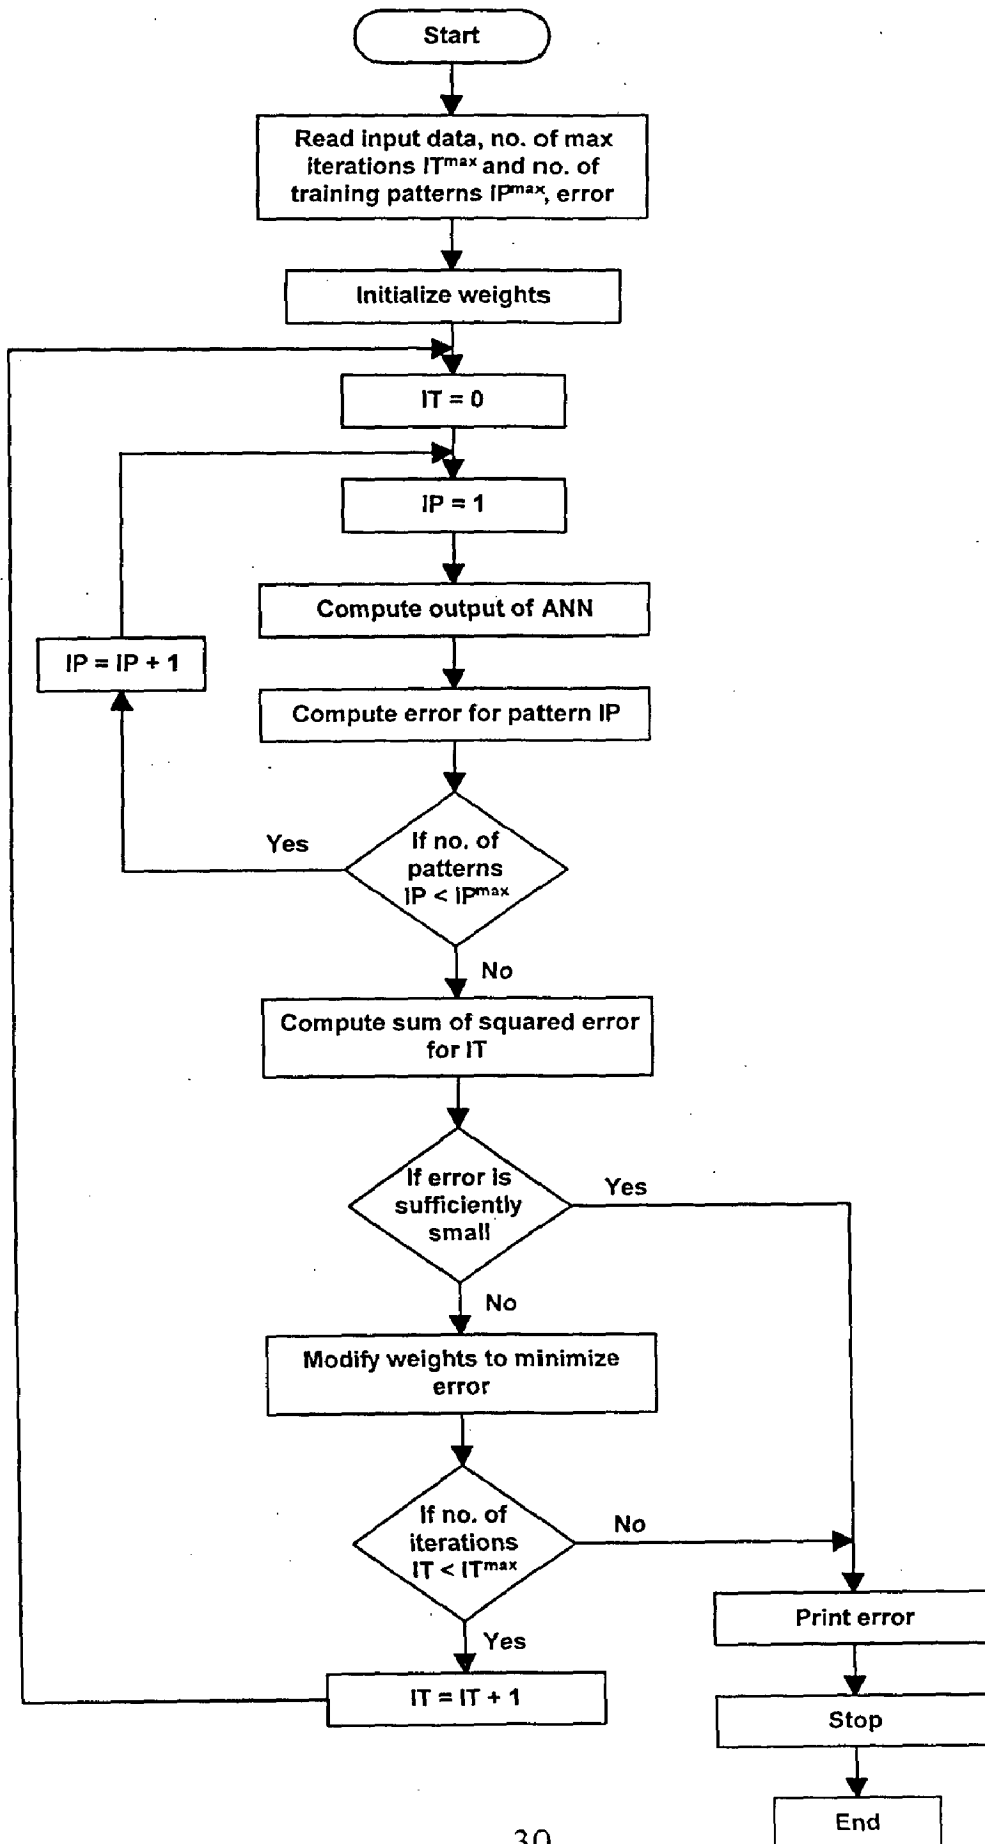 Start
Read input data, no. of max
iterations IT^max and no. of
training patterns IP^max, error
Initialize weights
IT = 0
IP = 1
Compute output of ANN
IP = IP + 1
Compute error for pattern IP
Yes
If no. of
patterns
IP < IP^max
No
Compute sum of squared error
for IT
If error is
sufficiently
small
Yes
No
Modify weights to minimize
error
If no. of
iterations
IT < IT^max
No
Yes
IT = IT + 1
Print error
Stop
End
30